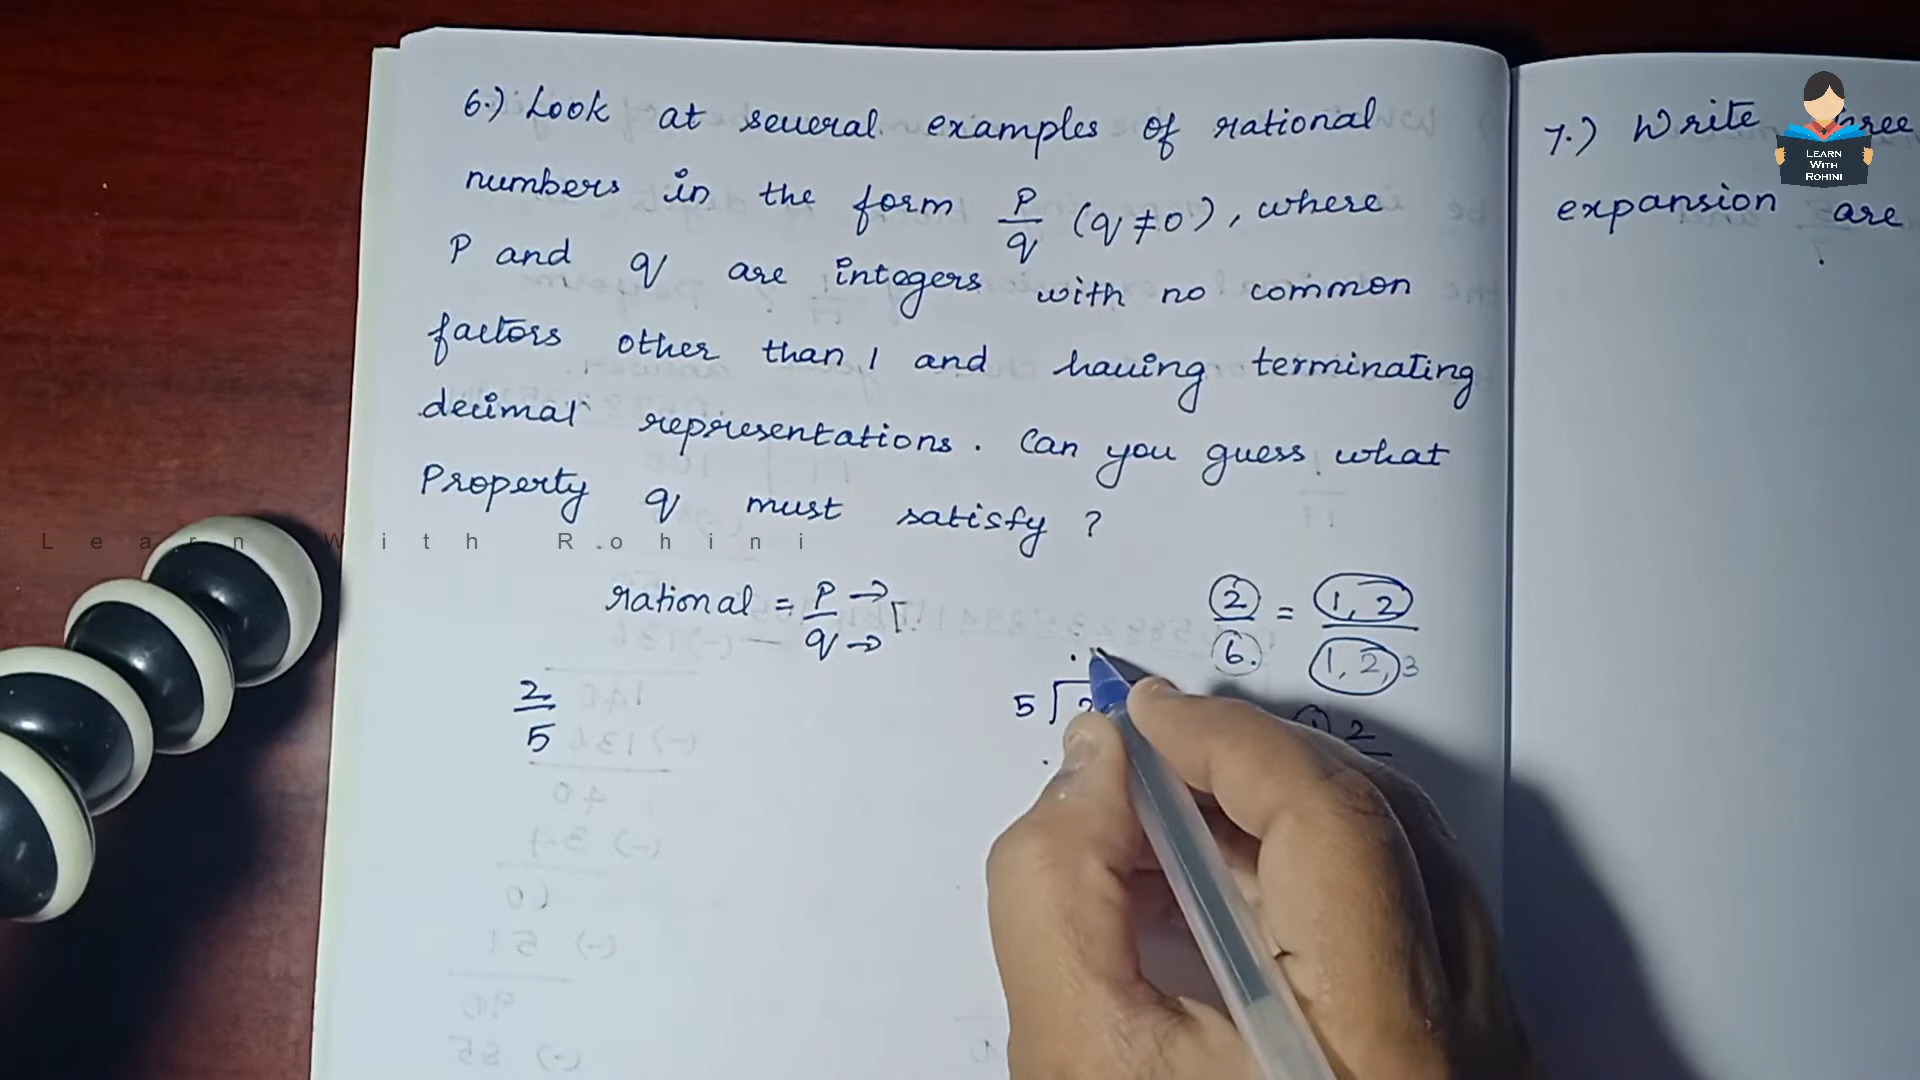 6.) Look at several examples of rational
numbers in the form p/q (q ≠ 0), where
p and q are integers with no common
factors other than 1 and having terminating
decimal representations. Can you guess what
Property q must satisfy ?
rational = p/q → →
2/6. = 1, 2 / 1, 2, 3
2/5
5
2
7.) Write
expansion are
LEARN
WITH
ROHINI
Learn With Rohini